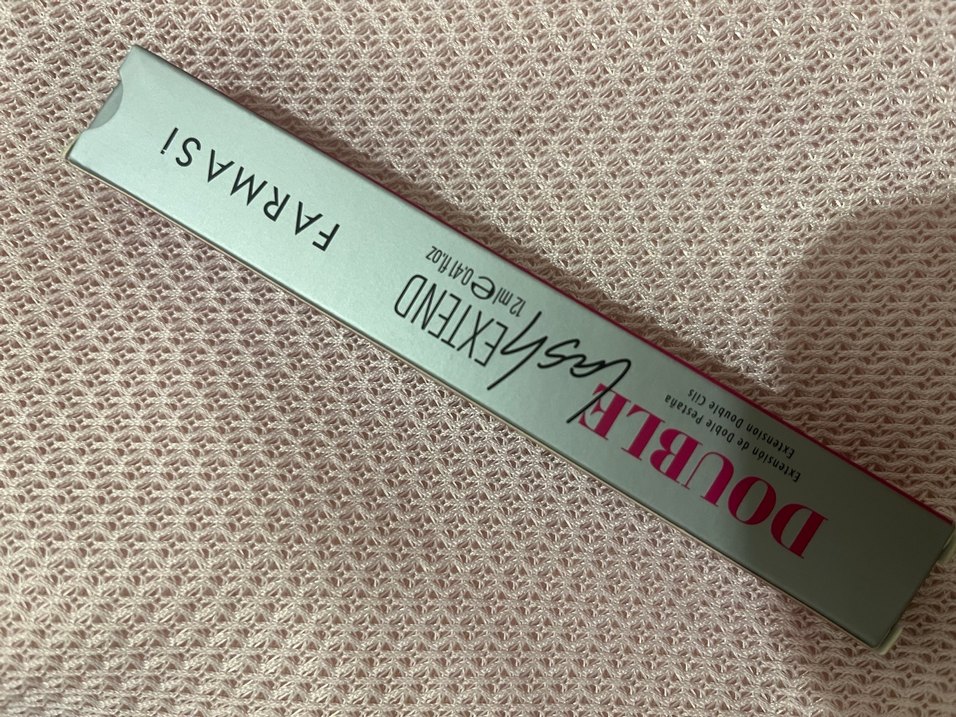 DOUBLE lash EXTEND
Extensión de Doble Pestaña
Extension Double Cils
12 ml e 0.41 fl.oz
FARMASi